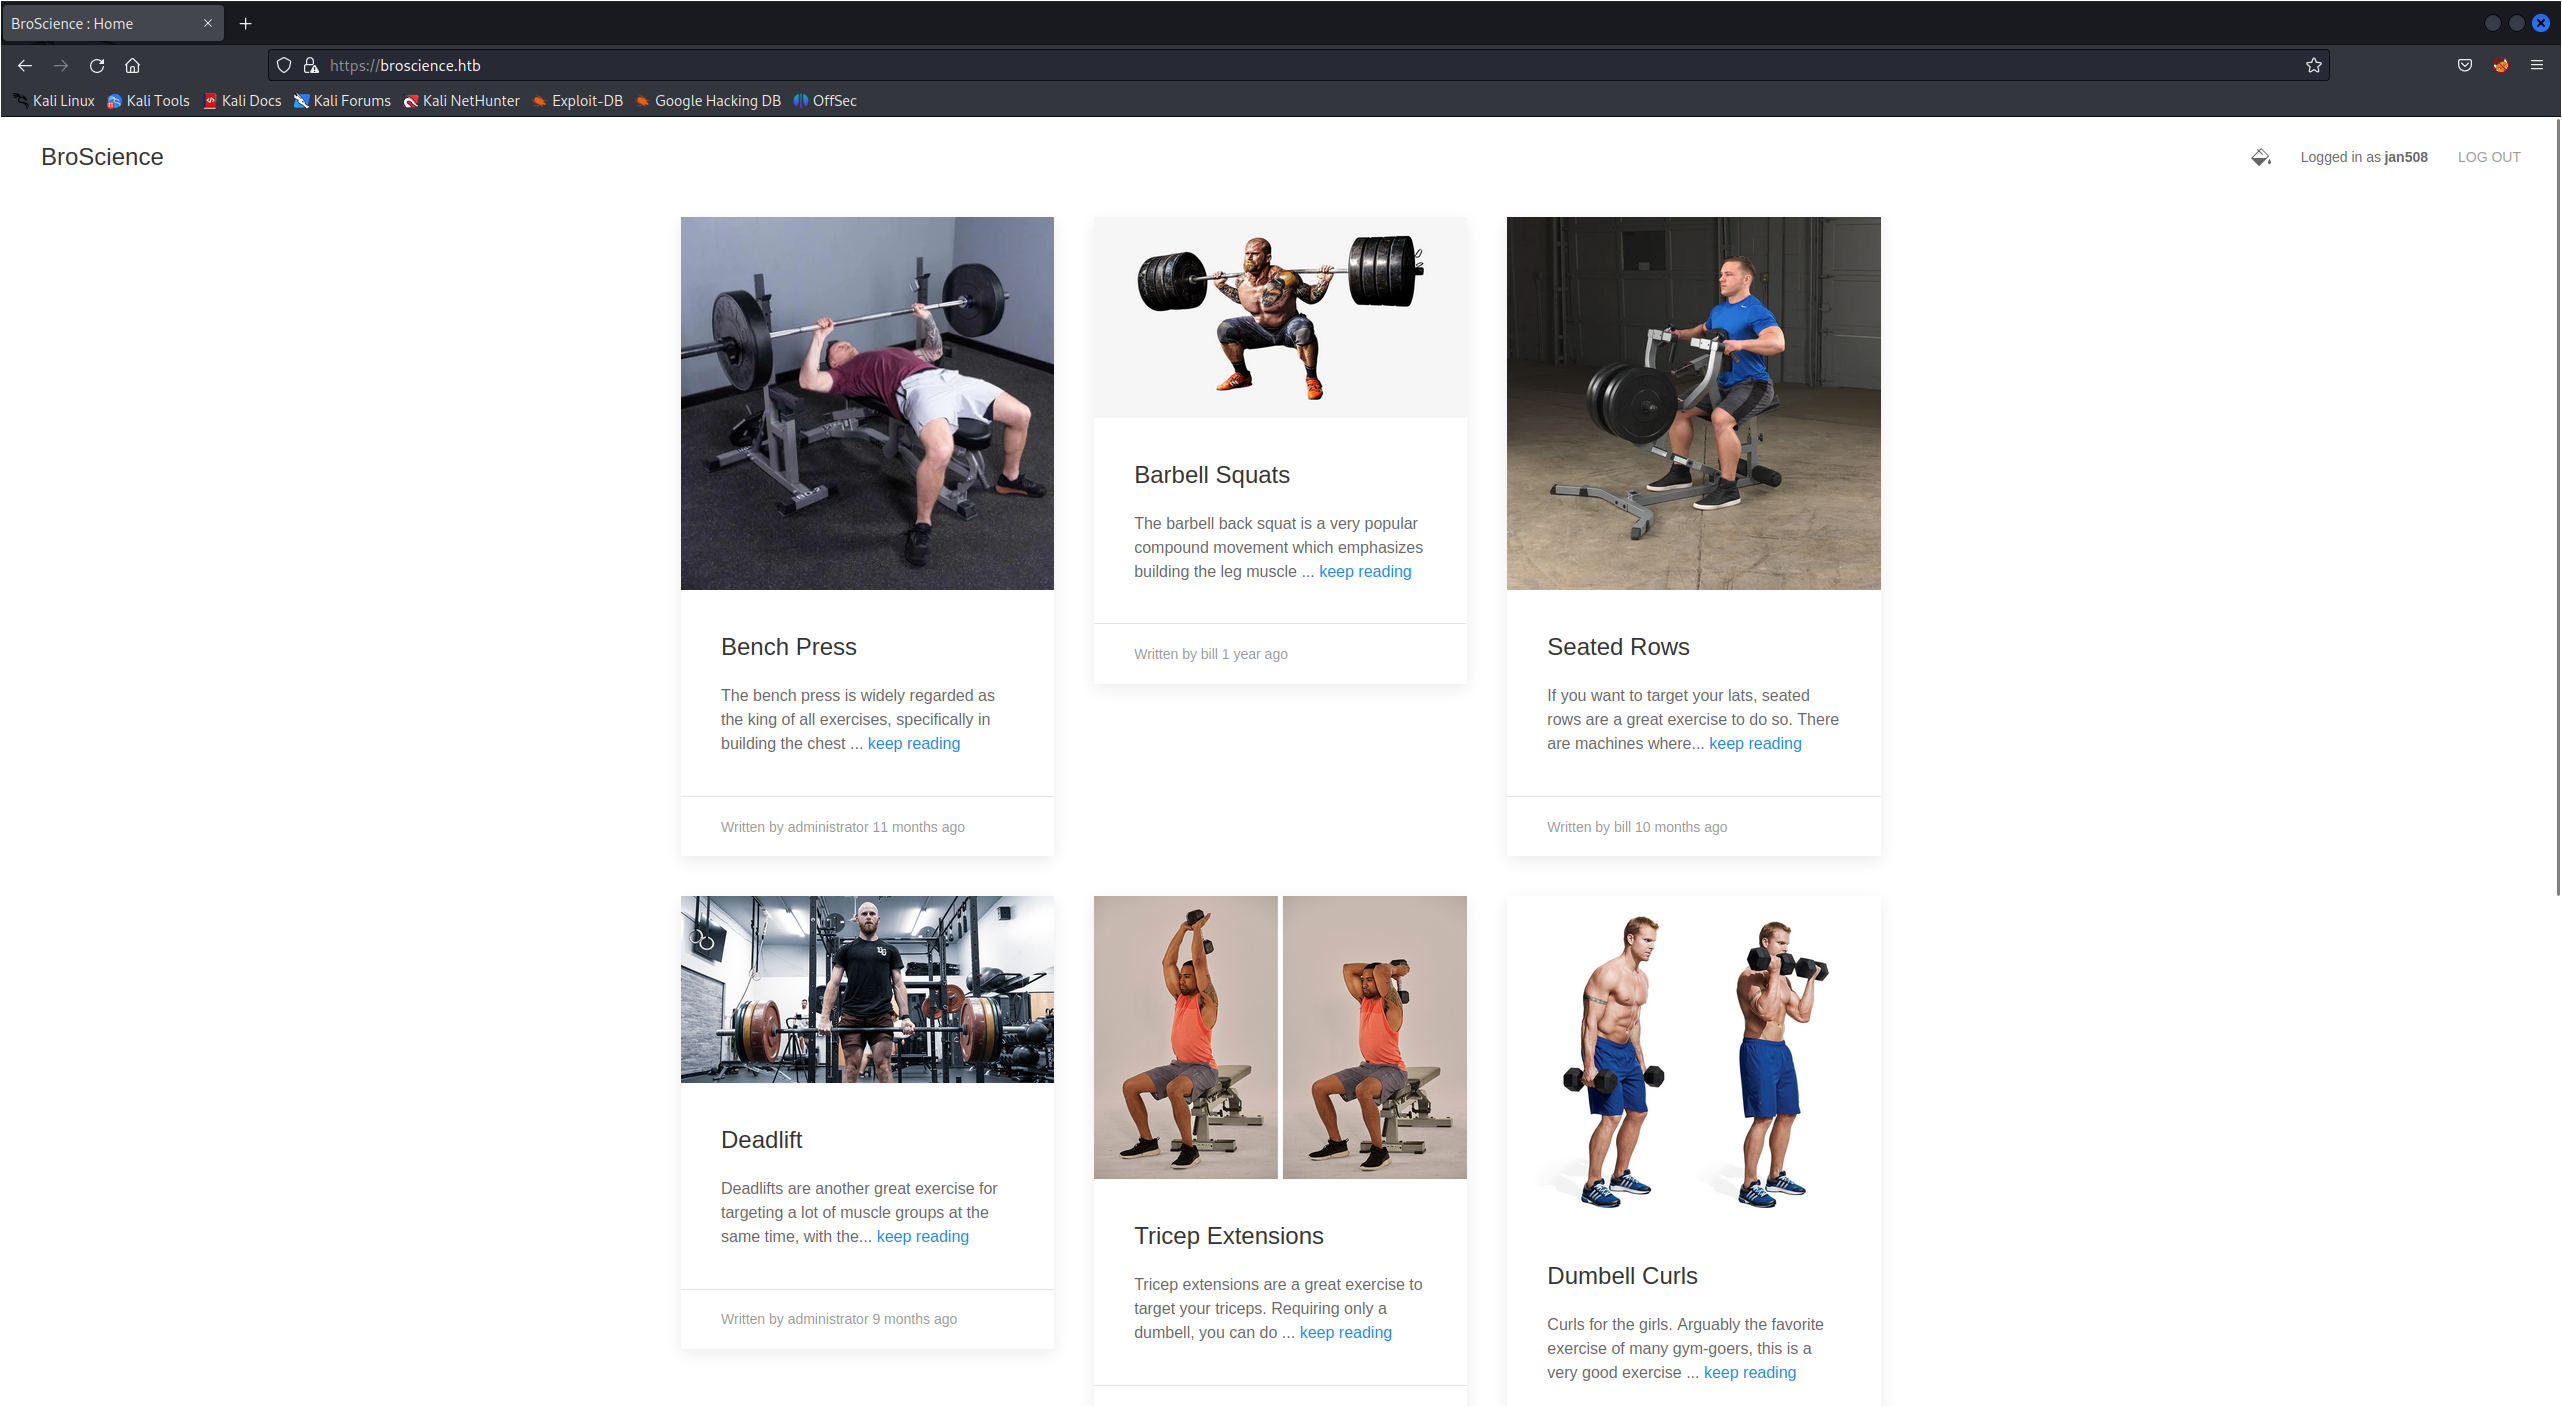 BroScience : Home
https://broscience.htb
Kali Linux Kali Tools Kali Docs Kali Forums Kali NetHunter Exploit-DB Google Hacking DB OffSec
BroScience
Logged in as jan508 LOG OUT
Bench Press
The bench press is widely regarded as
the king of all exercises, specifically in
building the chest ... keep reading
Written by administrator 11 months ago
Barbell Squats
The barbell back squat is a very popular
compound movement which emphasizes
building the leg muscle ... keep reading
Written by bill 1 year ago
Seated Rows
If you want to target your lats, seated
rows are a great exercise to do so. There
are machines where... keep reading
Written by bill 10 months ago
Deadlift
Deadlifts are another great exercise for
targeting a lot of muscle groups at the
same time, with the... keep reading
Written by administrator 9 months ago
Tricep Extensions
Tricep extensions are a great exercise to
target your triceps. Requiring only a
dumbell, you can do ... keep reading
Dumbell Curls
Curls for the girls. Arguably the favorite
exercise of many gym-goers, this is a
very good exercise ... keep reading